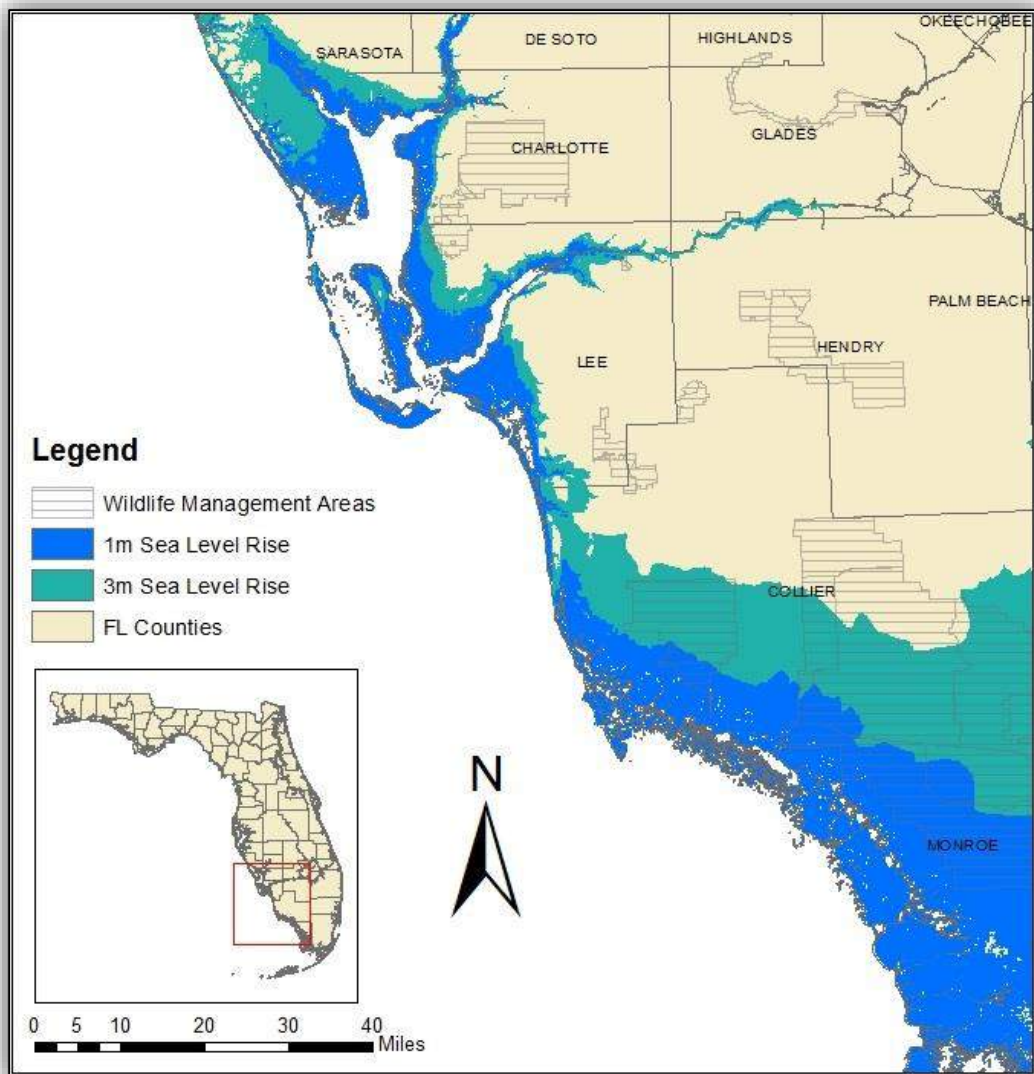 OKEECHOBEE
SARASOTA
DE SOTO
HIGHLANDS
CHARLOTTE
GLADES
PALM BEACH
LEE
HENDRY
COLLIER
MONROE
Legend
Wildlife Management Areas
1m Sea Level Rise
3m Sea Level Rise
FL Counties
N
0 5 10 20 30 40
Miles